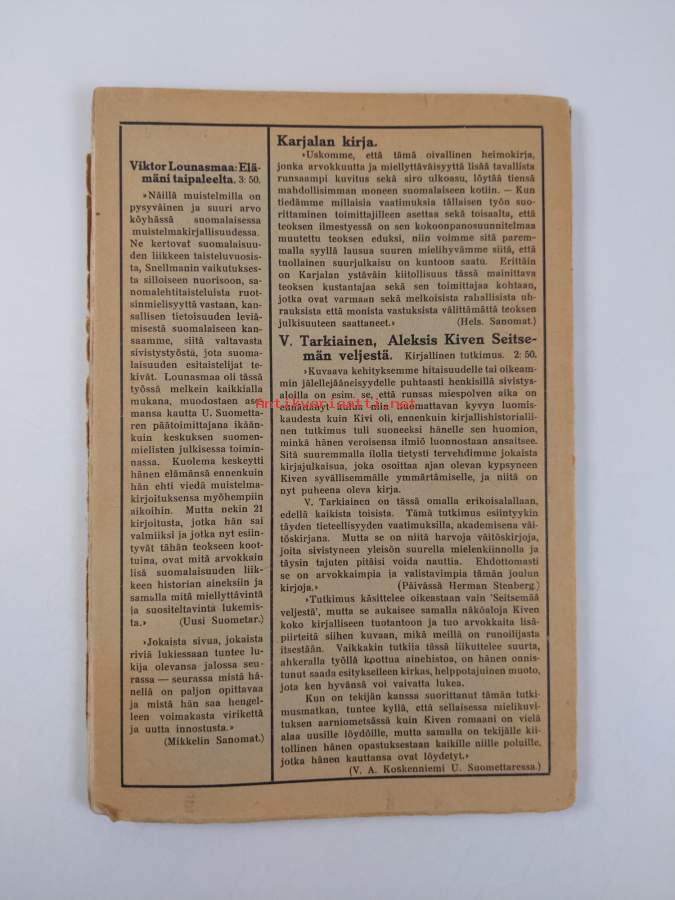 Viktor Lounasmaa: Elä-
mäni taipaleelta. 3: 50.
»Näillä muistelmilla on
pysyväinen ja suuri arvo
köyhässä suomalaisessa
muistelmakirjallisuudessa.
Ne kertovat suomalaisuu-
den liikkeen taisteluvuosis-
ta, Snellmanin vaikutukses-
ta silloiseen nuorisoon, sa-
nomalehtitaisteluista ruot-
sinmielisyyttä vastaan, kan-
sallisen tietoisuuden leviä-
misestä suomalaiseen kan-
saamme, siitä valtavasta
sivistystyöstä, jota suoma-
laisuuden esitaistelijat te-
kivät. Lounasmaa oli tässä
työssä melkein kaikkialla
mukana, muodostaen ase-
mansa kautta U. Suometta-
ren päätoimittajana ikään-
kuin keskuksen suomen-
mielisten julkisessa toimin-
nassa. Kuolema keskeytti
hänen elämänsä ennenkuin
hän ehti viedä muistelma-
kirjoituksensa myöhempiin
aikoihin. Mutta nekin 21
kirjoitusta, jotka hän sai
valmiiksi ja jotka nyt esiin-
tyvät tähän teokseen koot-
tuina, ovat mitä arvokkain
lisä suomalaisuuden liik-
keen historian aineksiin ja
samalla mitä miellyttävintä
ja suositeltavinta lukemis-
ta.» (Uusi Suometar.)
»Jokaista sivua, jokaista
riviä lukiessaan tuntee lu-
kija olevansa jalossa seu-
rassa — seurassa mistä hä-
nellä on paljon opittavaa
ja mistä hän saa hengel-
leen voimakasta virikettä
ja uutta innostusta.»
(Mikkelin Sanomat.)
Karjalan kirja.
»Uskomme, että tämä oivallinen heimokirja,
jonka arvokkuutta ja miellyttäväisyyttä lisää tavallista
runsaampi kuvitus sekä siro ulkoasu, löytää tiensä
mahdollisimman moneen suomalaiseen kotiin. — Kun
tiedämme millaisia vaatimuksia tällaisen työn suo-
rittaminen toimittajilleen asettaa sekä toisaalta, että
teoksen ilmestyessä on sen kokoonpanosuunnitelmaa
muutettu teoksen eduksi, niin voimme sitä parem-
malla syyllä lausua suuren mielihyvämme siitä, että
tuollainen suurjulkaisu on kuntoon saatu. Erittäin
on Karjalan ystäväin kiitollisuus tässä mainittava
teoksen kustantajaa sekä sen toimittajaa kohtaan,
jotka ovat varmaan sekä melkoisista rahallisista uh-
rauksista että monista vastuksista välittämättä teoksen
julkisuuteen saattaneet.» (Hels. Sanomat.)
V. Tarkiainen, Aleksis Kiven Seitse-
män veljestä. Kirjallinen tutkimus. 2: 50.
»Kuvaava kehityksemme hitaisuudelle tai oikeam-
min jälellejääneisyydelle puhtaasti henkisillä sivistys-
aloilla on esim. se, että runsas miespolven aika on
ennättänyt kulua niin suomattavan kyvyn luomis-
kaudesta kuin Kivi oli, ennenkuin kirjallishistorialli-
nen tutkimus tuli suoneeksi hänelle sen huomion,
minkä hänen veroisensa ilmiö luonnostaan ansaitsee.
Sitä suuremmalla ilolla tietysti tervehdimme jokaista
kirjajulkaisua, joka osoittaa ajan olevan kypsyneen
Kiven syvällisemmälle ymmärtämiselle, ja niitä on
nyt puheena oleva kirja.
V. Tarkiainen on tässä omalla erikoisalallaan,
edellä kaikista toisista. Tämä tutkimus esiintyykin
täyden tieteellisyyden vaatimuksilla, akademisena väi-
töskirjana. Mutta se on niitä harvoja väitöskirjoja,
joita sivistyneen yleisön suurella mielenkiinnolla ja
täysin tajuten pitäisi voida nauttia. Ehdottomasti
se on arvokkaimpia ja valistavimpia tämän joulun
kirjoja.» (Päivässä Herman Stenberg.)
»Tutkimus käsittelee oikeastaan vain 'Seitsemää
veljestä', mutta se aukaisee samalla näköaloja Kiven
koko kirjalliseen tuotantoon ja tuo arvokkaita lisä-
piirteitä siihen kuvaan, mikä meillä on runoilijasta
itsestään. Vaikkakin tutkija tässä liikuttelee suurta,
ahkeralla työllä koottua ainehistoa, on hänen onnis-
tunut saada esitykselleen kirkas, helppotajuinen muoto,
jota ken hyvänsä voi vaivatta lukea.
Kun on tekijän kanssa suorittanut tämän tutki-
musmatkan, tuntee kyllä, että sellaisessa mielikuvi-
tuksen aarniometsässä kuin Kiven romaani on vielä
alaa uusille löydöille, mutta samalla on tekijälle kii-
tollinen hänen opastuksestaan kaikille niille poluille,
jotka hänen kauttansa ovat löydetyt.»
(V. A. Koskenniemi U. Suomettaressa.)
Antikvariaatti.net